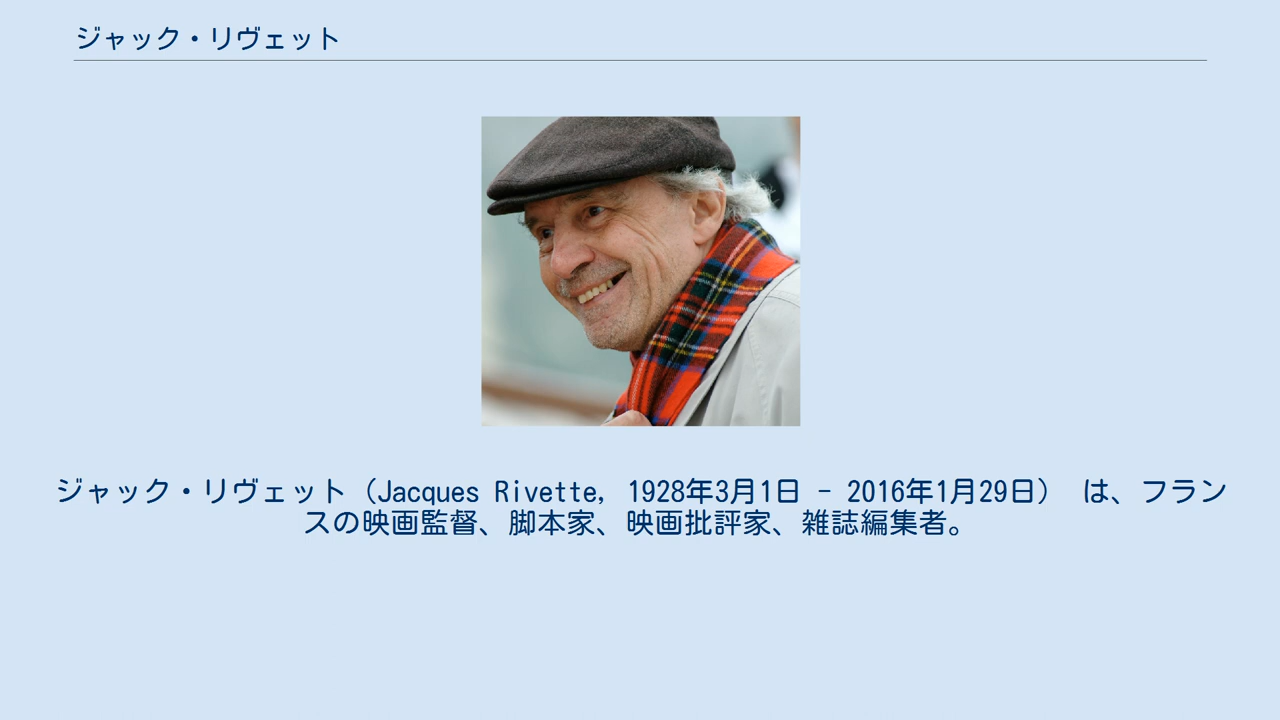 ジャック・リヴェット
ジャック・リヴェット（Jacques Rivette, 1928年3月1日 - 2016年1月29日） は、フラン
スの映画監督、脚本家、映画批評家、雑誌編集者。